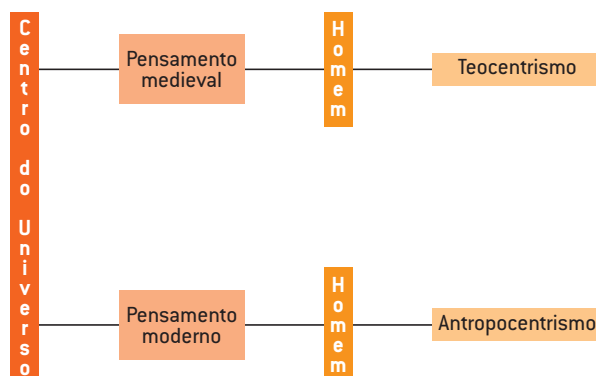 Centro do Universo
Pensamento
medieval
Homem
Teocentrismo
Pensamento
moderno
Homem
Antropocentrismo